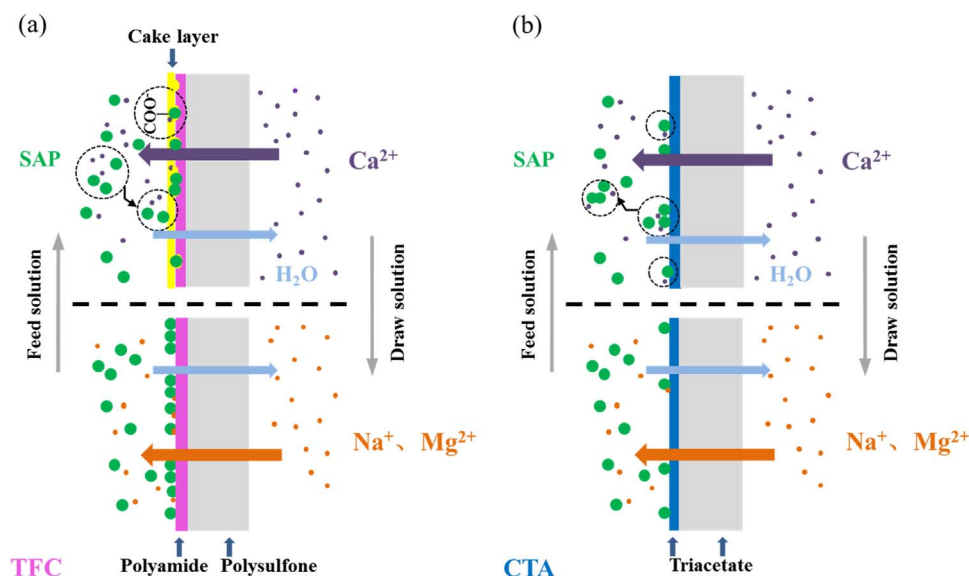 (a)
Cake layer
COO⁻
SAP
Ca²⁺
H₂O
Feed solution
Draw solution
Na⁺、Mg²⁺
TFC
Polyamide
Polysulfone
(b)
SAP
Ca²⁺
H₂O
Feed solution
Draw solution
Na⁺、Mg²⁺
CTA
Triacetate